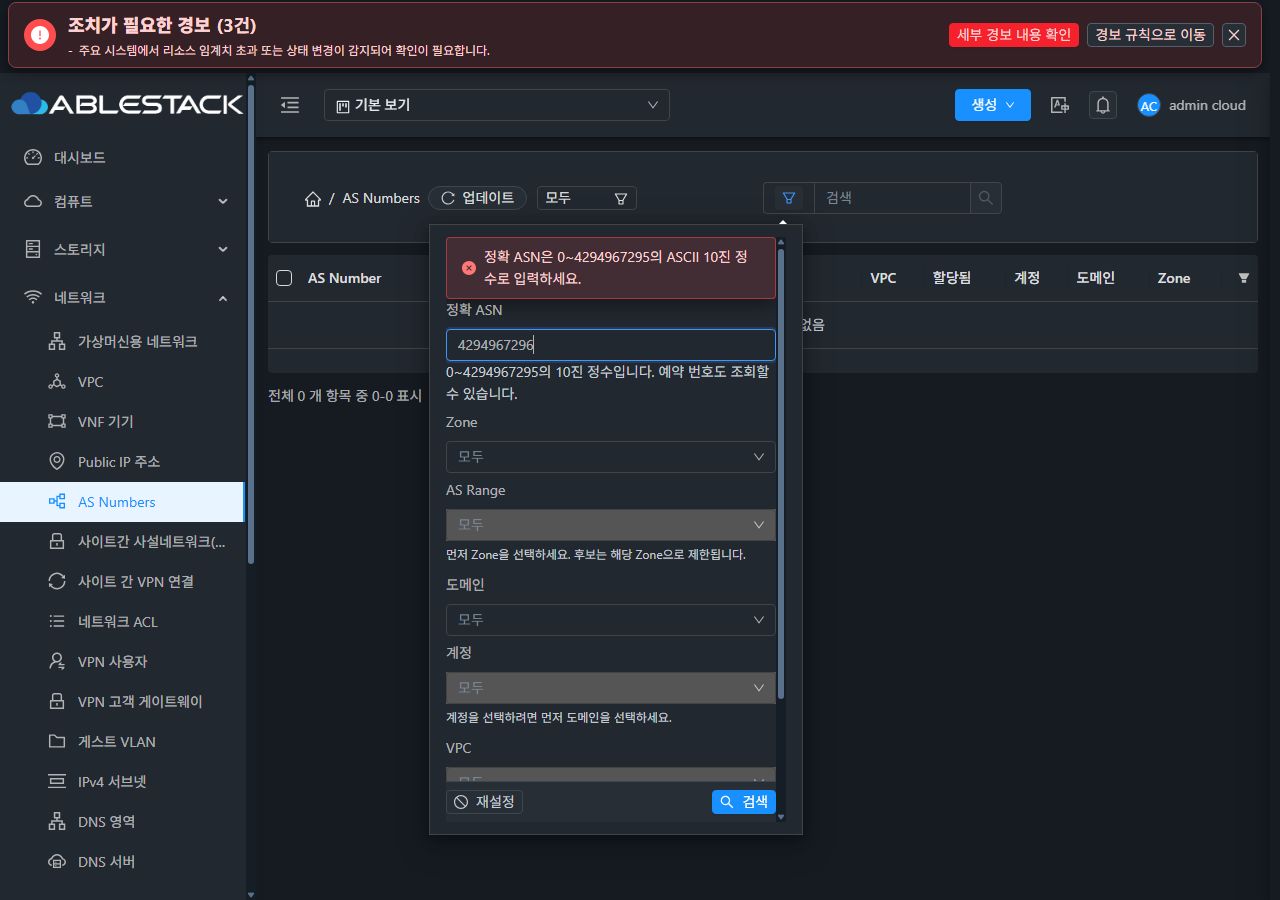 조치가 필요한 경보 (3건)
- 주요 시스템에서 리소스 임계치 초과 또는 상태 변경이 감지되어 확인이 필요합니다.
세부 경보 내용 확인
경보 규칙으로 이동
ABLESTACK
기본 보기
생성
AC
admin cloud
대시보드
컴퓨트
스토리지
네트워크
가상머신용 네트워크
VPC
VNF 기기
Public IP 주소
AS Numbers
사이트간 사설네트워크(...
사이트 간 VPN 연결
네트워크 ACL
VPN 사용자
VPN 고객 게이트웨이
게스트 VLAN
IPv4 서브넷
DNS 영역
DNS 서버
/ AS Numbers
업데이트
모두
검색
AS Number
VPC
할당됨
계정
도메인
Zone
없음
전체 0 개 항목 중 0-0 표시
정확 ASN은 0~4294967295의 ASCII 10진 정
수로 입력하세요.
정확 ASN
4294967296
0~4294967295의 10진 정수입니다. 예약 번호도 조회할
수 있습니다.
Zone
모두
AS Range
모두
먼저 Zone을 선택하세요. 후보는 해당 Zone으로 제한됩니다.
도메인
모두
계정
모두
계정을 선택하려면 먼저 도메인을 선택하세요.
VPC
모두
재설정
검색